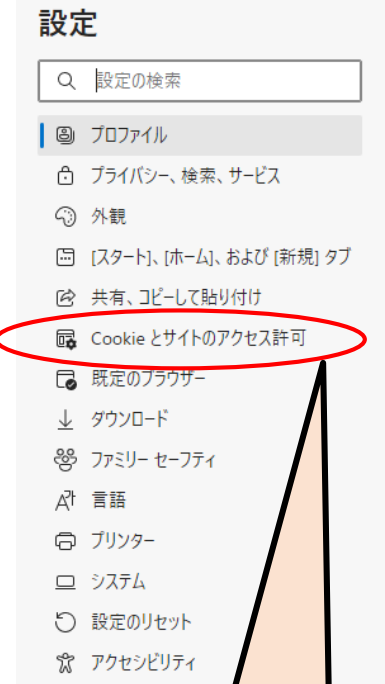 設定
設定の検索
プロファイル
プライバシー、検索、サービス
外観
[スタート]、[ホーム]、および [新規] タブ
共有、コピーして貼り付け
Cookie とサイトのアクセス許可
既定のブラウザー
ダウンロード
ファミリー セーフティ
言語
プリンター
システム
設定のリセット
アクセシビリティ